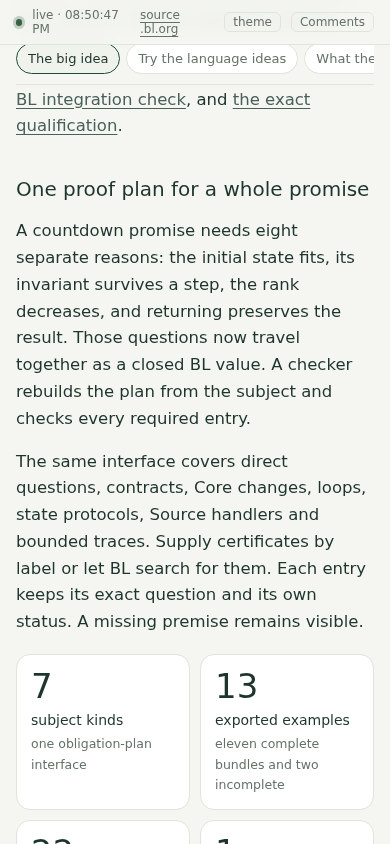 live · 08:50:47 PM
source.bl.org
theme
Comments
The big idea
Try the language ideas
What the
BL integration check, and the exact
qualification.
One proof plan for a whole promise
A countdown promise needs eight
separate reasons: the initial state fits, its
invariant survives a step, the rank
decreases, and returning preserves the
result. Those questions now travel
together as a closed BL value. A checker
rebuilds the plan from the subject and
checks every required entry.
The same interface covers direct
questions, contracts, Core changes, loops,
state protocols, Source handlers and
bounded traces. Supply certificates by
label or let BL search for them. Each entry
keeps its exact question and its own
status. A missing premise remains visible.
7
subject kinds
one obligation-plan
interface
13
exported examples
eleven complete
bundles and two
incomplete